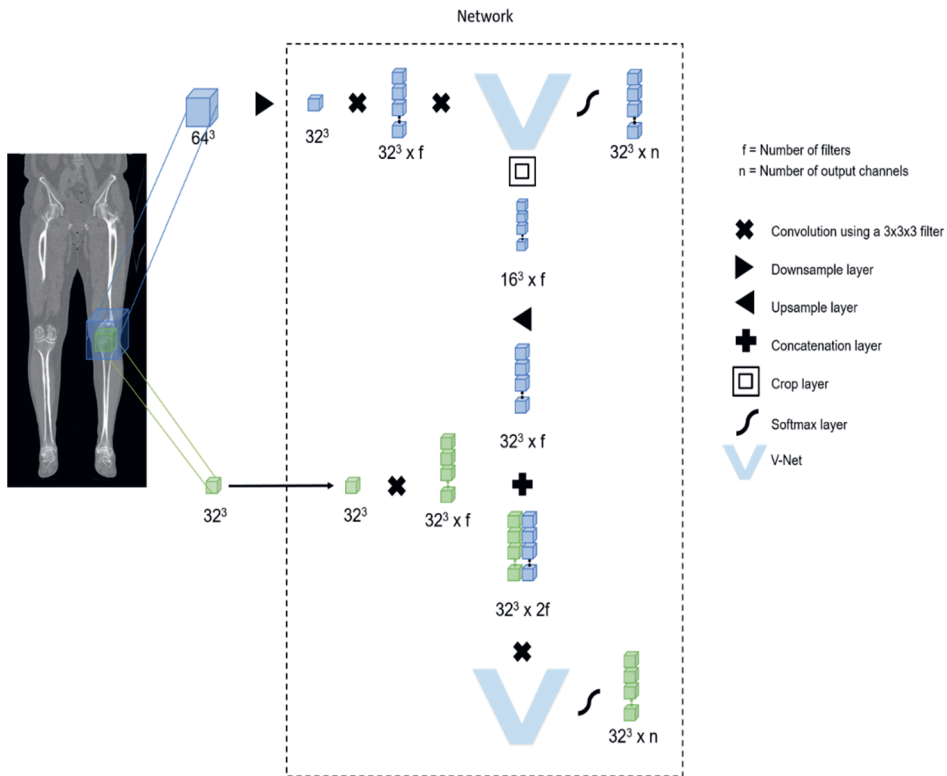 Network
64³
32³
32³ x f
32³ x n
16³ x f
32³ x f
32³
32³
32³ x f
32³ x 2f
32³ x n
f = Number of filters
n = Number of output channels
Convolution using a 3x3x3 filter
Downsample layer
Upsample layer
Concatenation layer
Crop layer
Softmax layer
V-Net